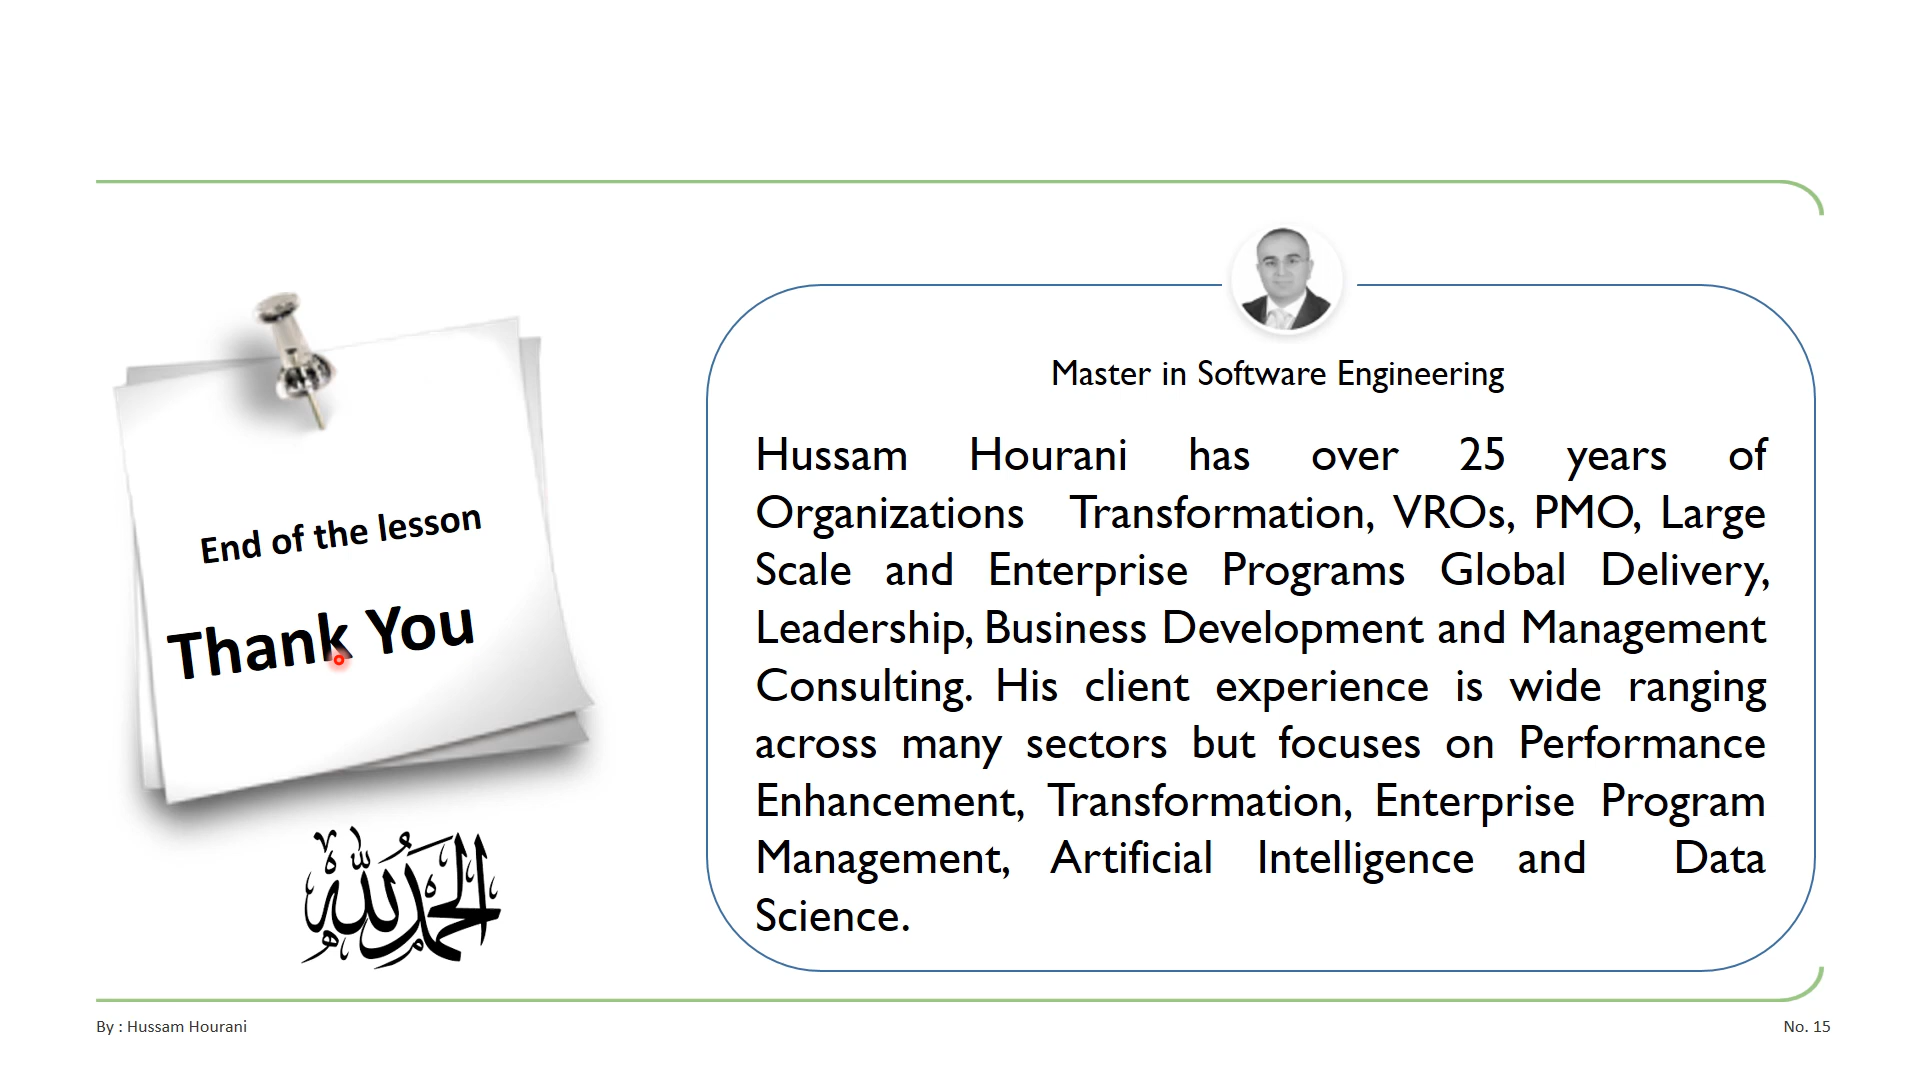 End of the lesson
Thank You
الحمد لله
Master in Software Engineering
Hussam Hourani has over 25 years of
Organizations Transformation, VROs, PMO, Large
Scale and Enterprise Programs Global Delivery,
Leadership, Business Development and Management
Consulting. His client experience is wide ranging
across many sectors but focuses on Performance
Enhancement, Transformation, Enterprise Program
Management, Artificial Intelligence and Data
Science.
By : Hussam Hourani
No. 15